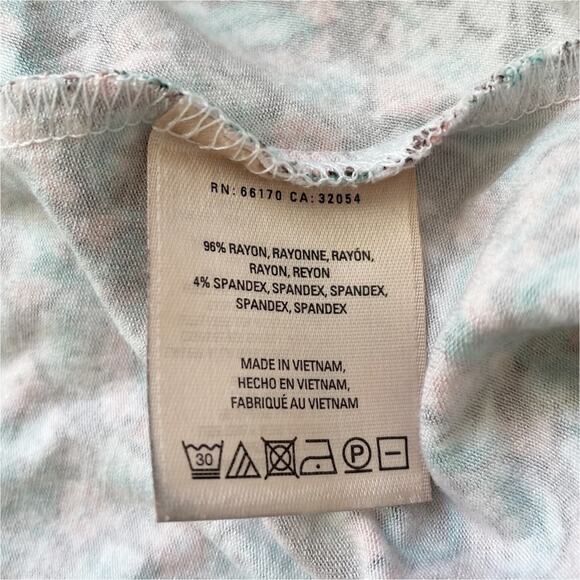 RN: 66170 CA: 32054
96% RAYON, RAYONNE, RAYÓN,
RAYON, REYON
4% SPANDEX, SPANDEX, SPANDEX,
SPANDEX, SPANDEX
MADE IN VIETNAM,
HECHO EN VIETNAM,
FABRIQUÉ AU VIETNAM
30 P